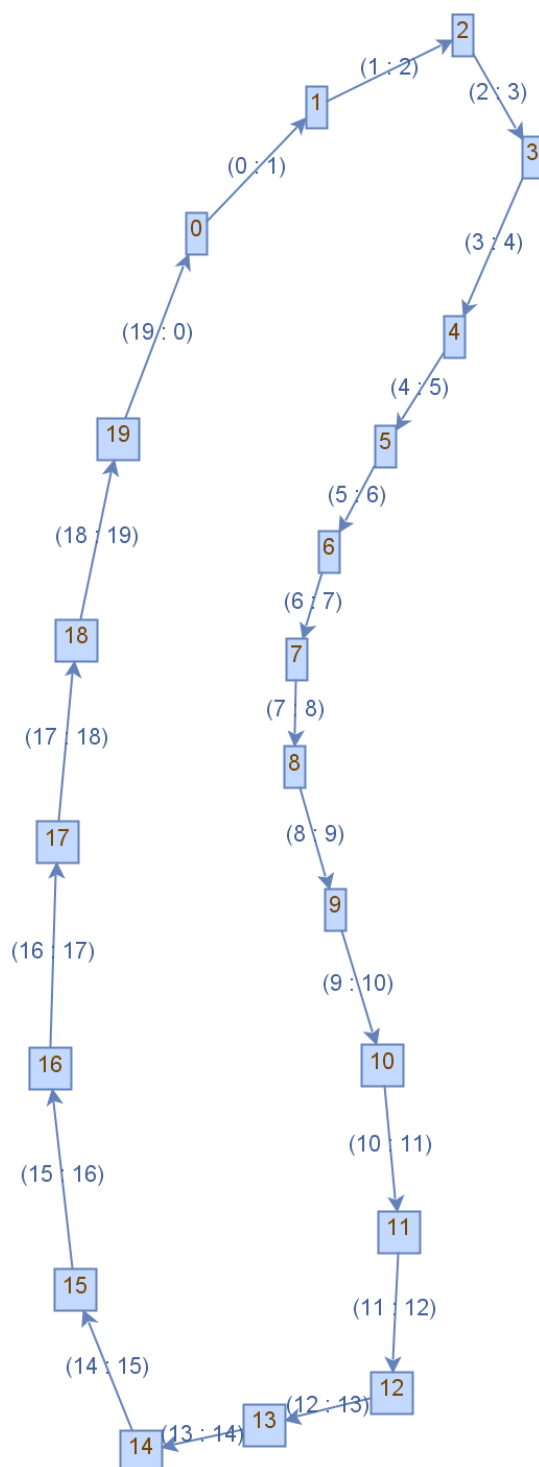 2
(1 : 2)
(2 : 3)
1
3
(0 : 1)
0
(3 : 4)
(19 : 0)
4
(4 : 5)
19
5
(5 : 6)
(18 : 19)
6
(6 : 7)
18
7
(7 : 8)
(17 : 18)
8
(8 : 9)
17
9
(16 : 17)
(9 : 10)
10
16
(10 : 11)
(15 : 16)
11
15
(11 : 12)
(14 : 15)
12
(12 : 13)
13
(13 : 14)
14